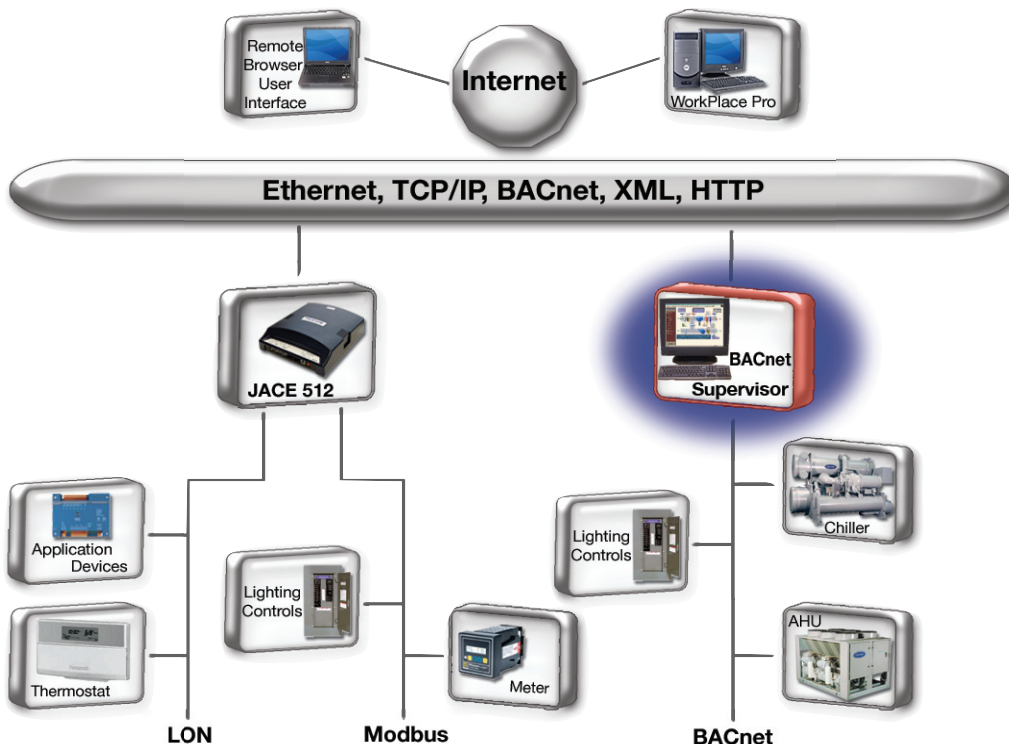 Remote
Browser
User
Interface
Internet
WorkPlace Pro
Ethernet, TCP/IP, BACnet, XML, HTTP
JACE 512
BACnet
Supervisor
Application
Devices
Thermostat
Lighting
Controls
Meter
Lighting
Controls
Chiller
AHU
LON
Modbus
BACnet